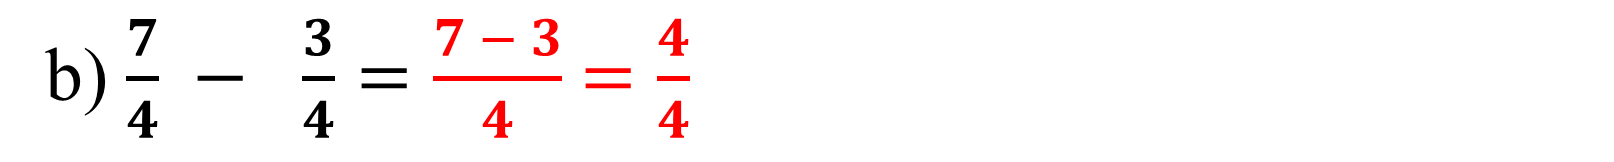 b) 7/4 − 3/4 = (7 − 3)/4 = 4/4